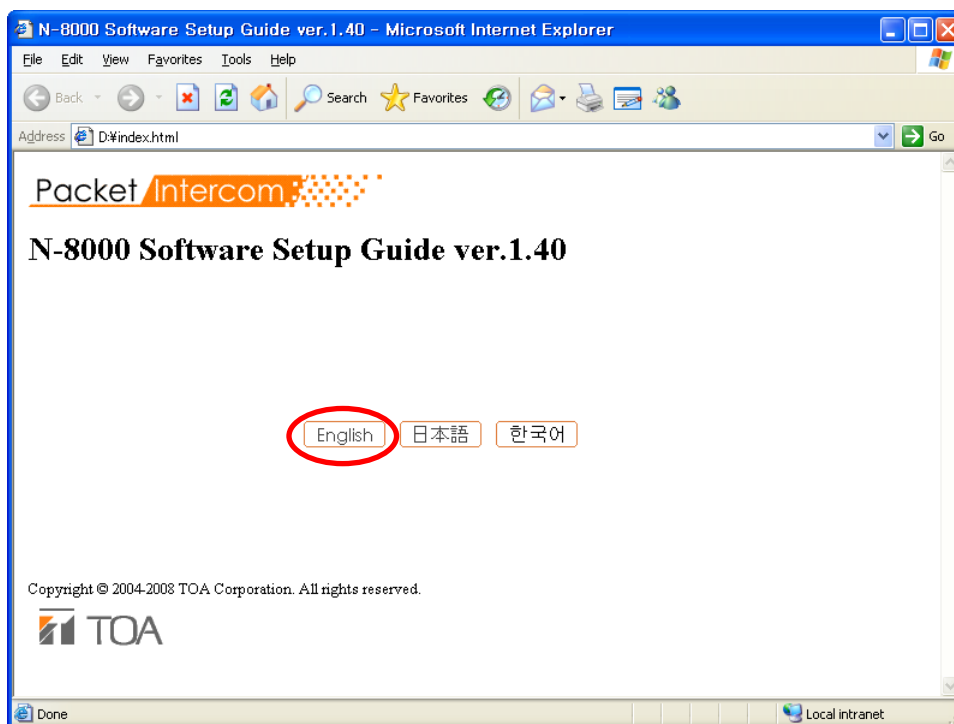 N-8000 Software Setup Guide ver.1.40 - Microsoft Internet Explorer
File Edit View Favorites Tools Help
Back Search Favorites
Address D:¥index.html Go
Packet Intercom
N-8000 Software Setup Guide ver.1.40
English 日本語 한국어
Copyright © 2004-2008 TOA Corporation. All rights reserved.
TOA
Done Local intranet